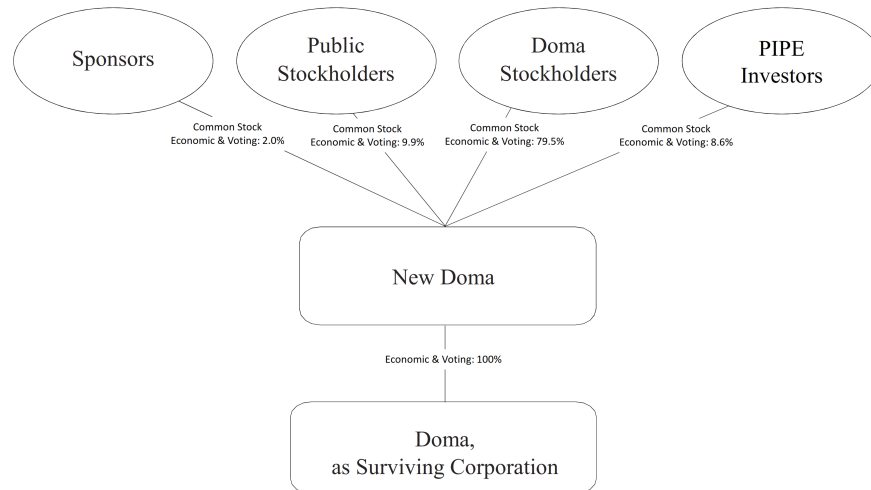 Sponsors
Public
Stockholders
Doma
Stockholders
PIPE
Investors
Common Stock
Economic & Voting: 2.0%
Common Stock
Economic & Voting: 9.9%
Common Stock
Economic & Voting: 79.5%
Common Stock
Economic & Voting: 8.6%
New Doma
Economic & Voting: 100%
Doma,
as Surviving Corporation